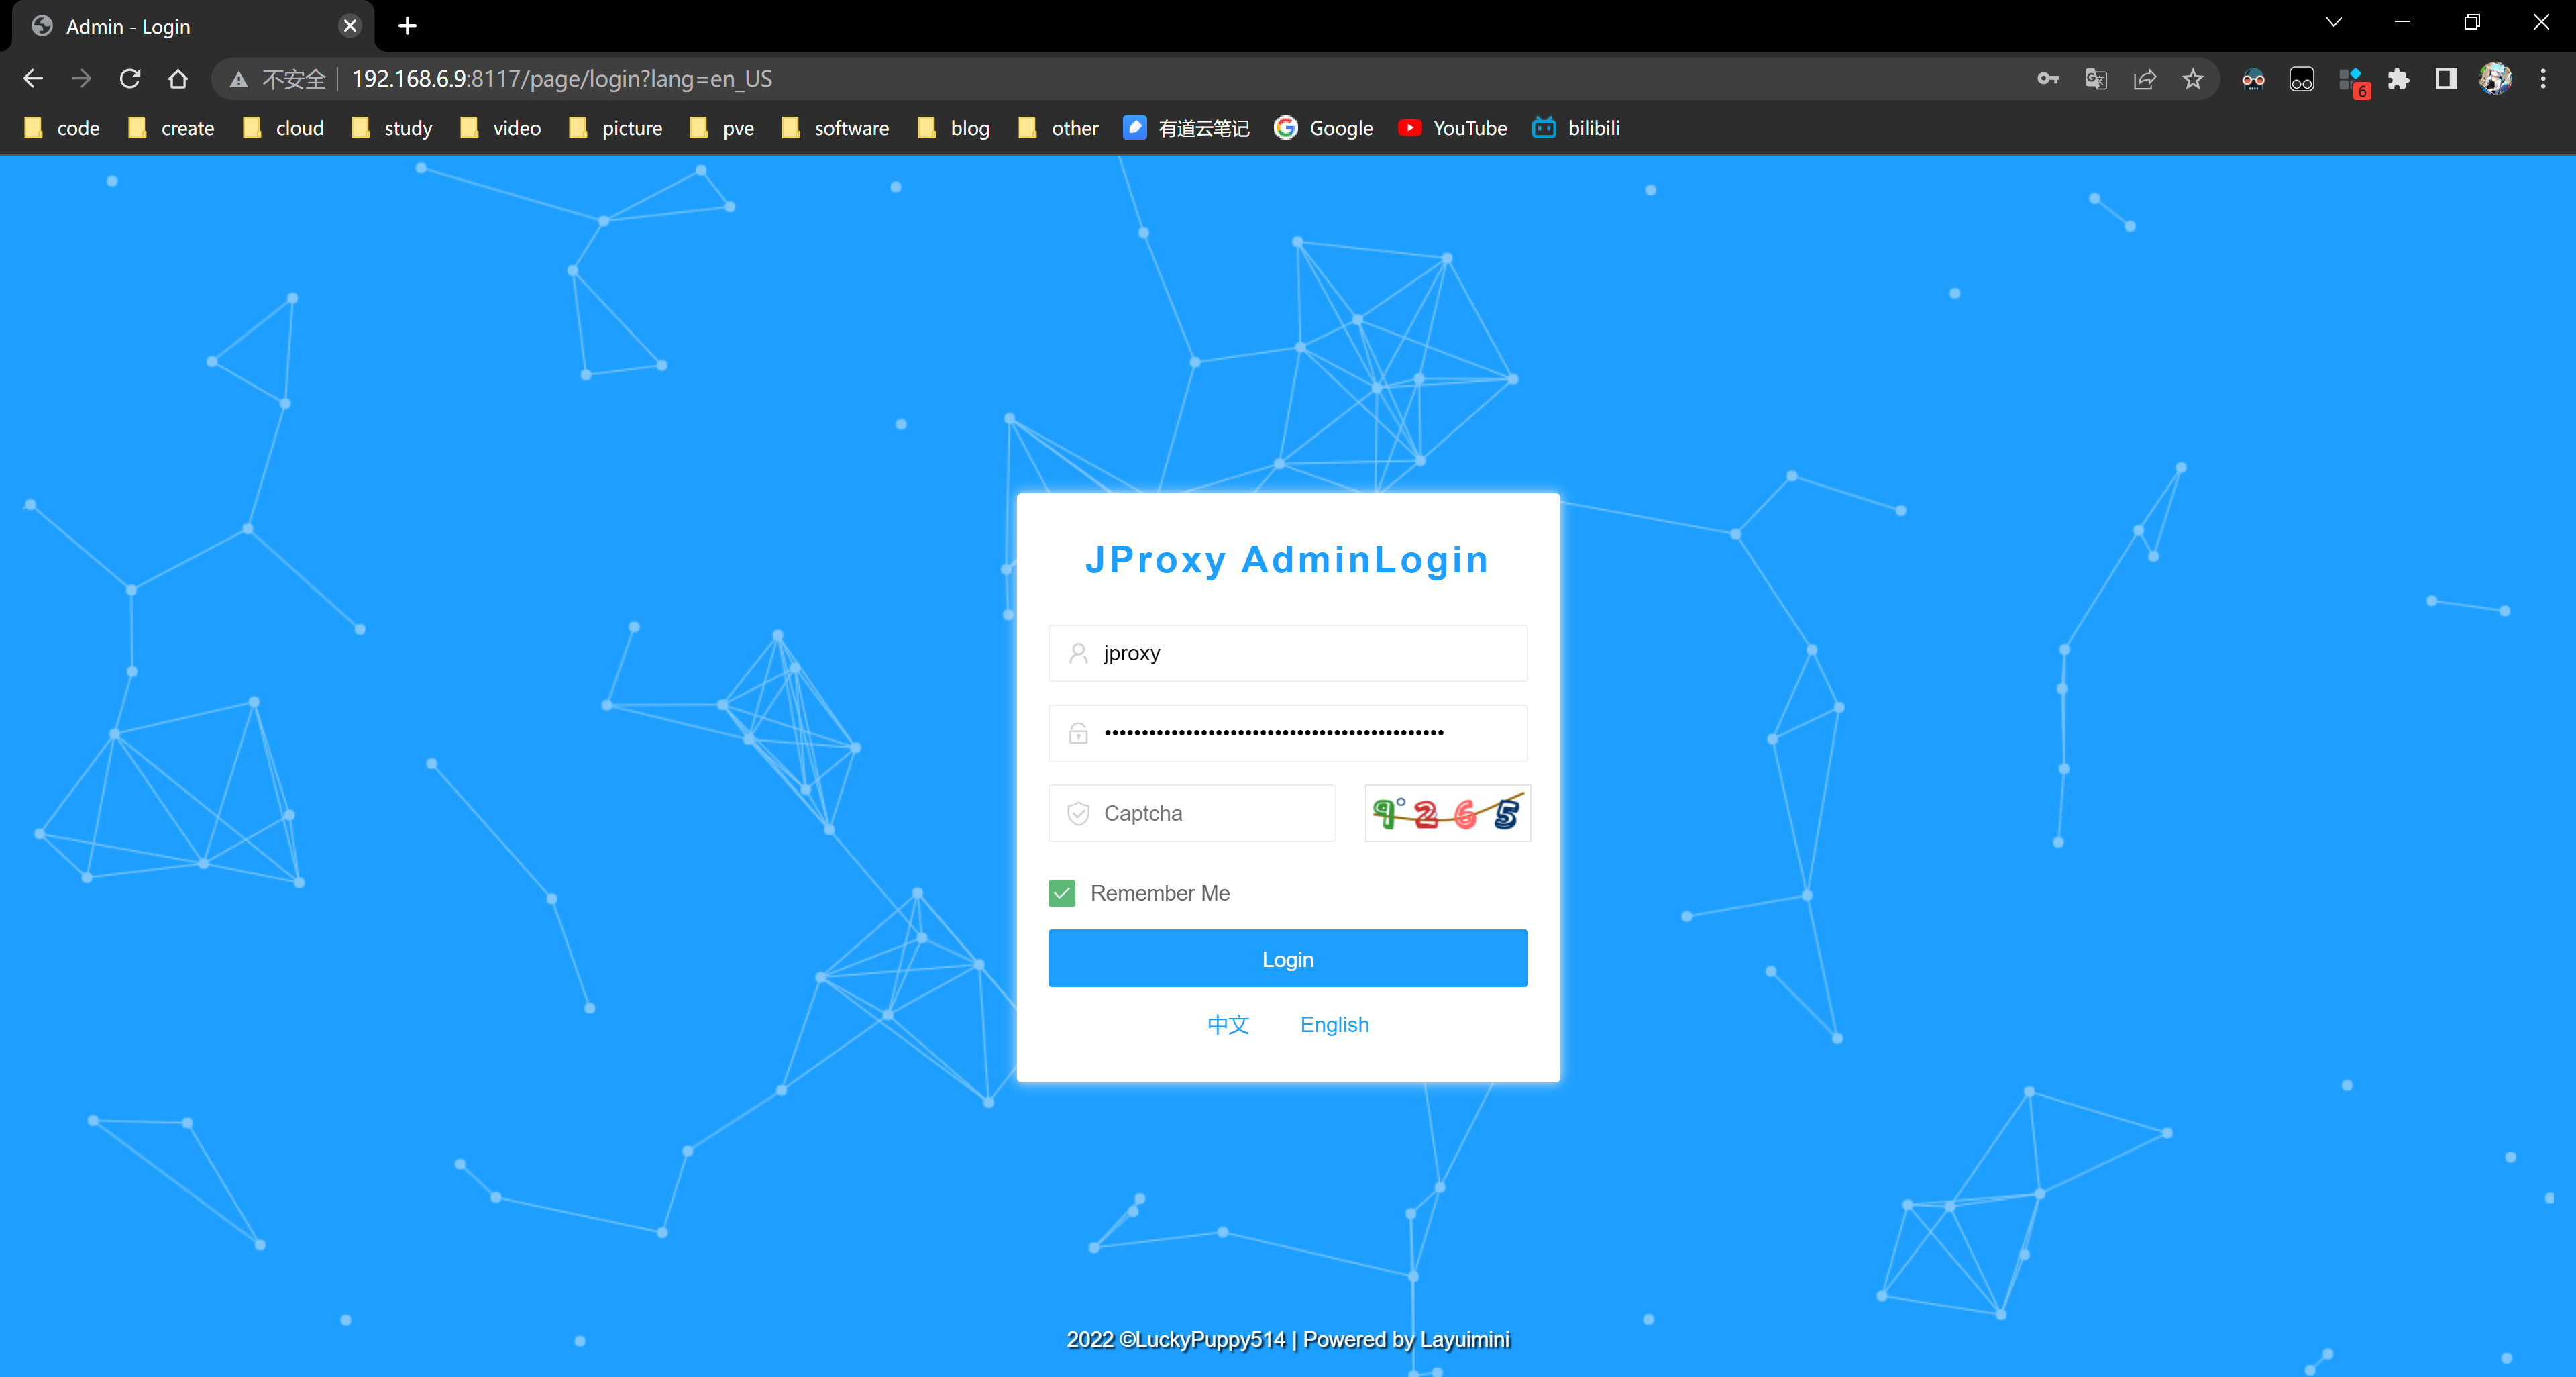 Admin - Login
不安全 192.168.6.9:8117/page/login?lang=en_US
6
code create cloud study video picture pve software blog other 有道云笔记 Google YouTube bilibili
JProxy AdminLogin
jproxy
••••••••••••••••••••••••••••••••••••••••••••••
Captcha 9265
Remember Me
Login
中文 English
2022 ©LuckyPuppy514 | Powered by Layuimini